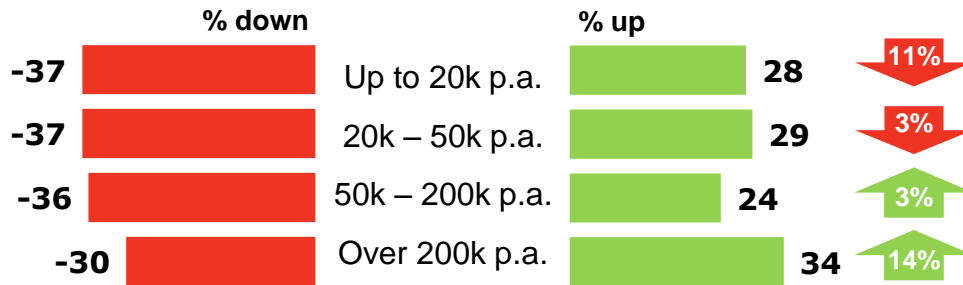 % down % up
-37 Up to 20k p.a. 28 11%
-37 20k – 50k p.a. 29 3%
-36 50k – 200k p.a. 24 3%
-30 Over 200k p.a. 34 14%